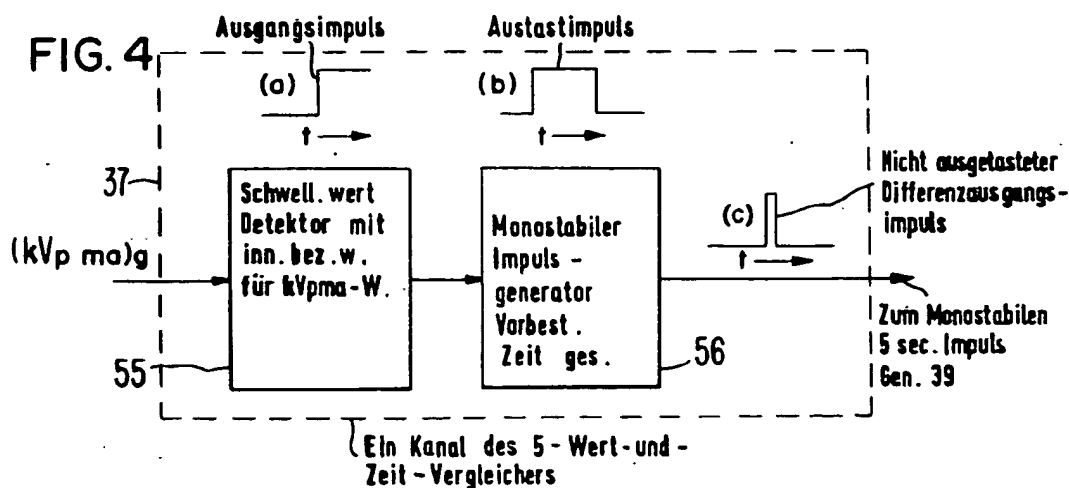 FIG. 4
Ausgangsimpuls
Austastimpuls
(a)
(b)
t
t
37
(kVp ma)g
Schwell.wert
Detektor mit
inn. bez.w.
für kVpma-W.
55
Monostabiler
Impuls -
generator
Vorbest.
Zeit ges.
56
(c)
t
Nicht ausgetasteter
Differenzausgangs-
impuls
Zum Monostabilen
5 sec. Impuls
Gen. 39
Ein Kanal des 5-Wert-und-
Zeit-Vergleichers